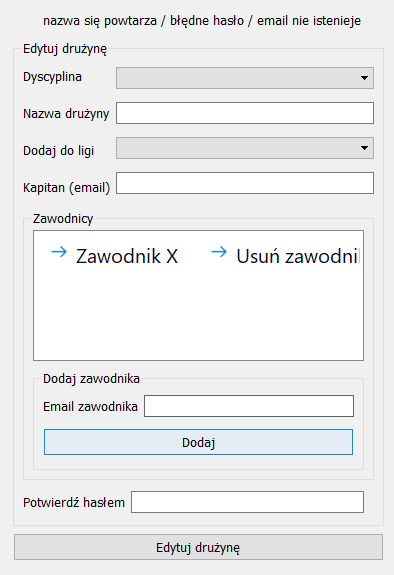 nazwa się powtarza / błędne hasło / email nie istenieje
Edytuj drużynę
Dyscyplina
Nazwa drużyny
Dodaj do ligi
Kapitan (email)
Zawodnicy
Zawodnik X Usuń zawodni
Dodaj zawodnika
Email zawodnika
Dodaj
Potwierdź hasłem
Edytuj drużynę